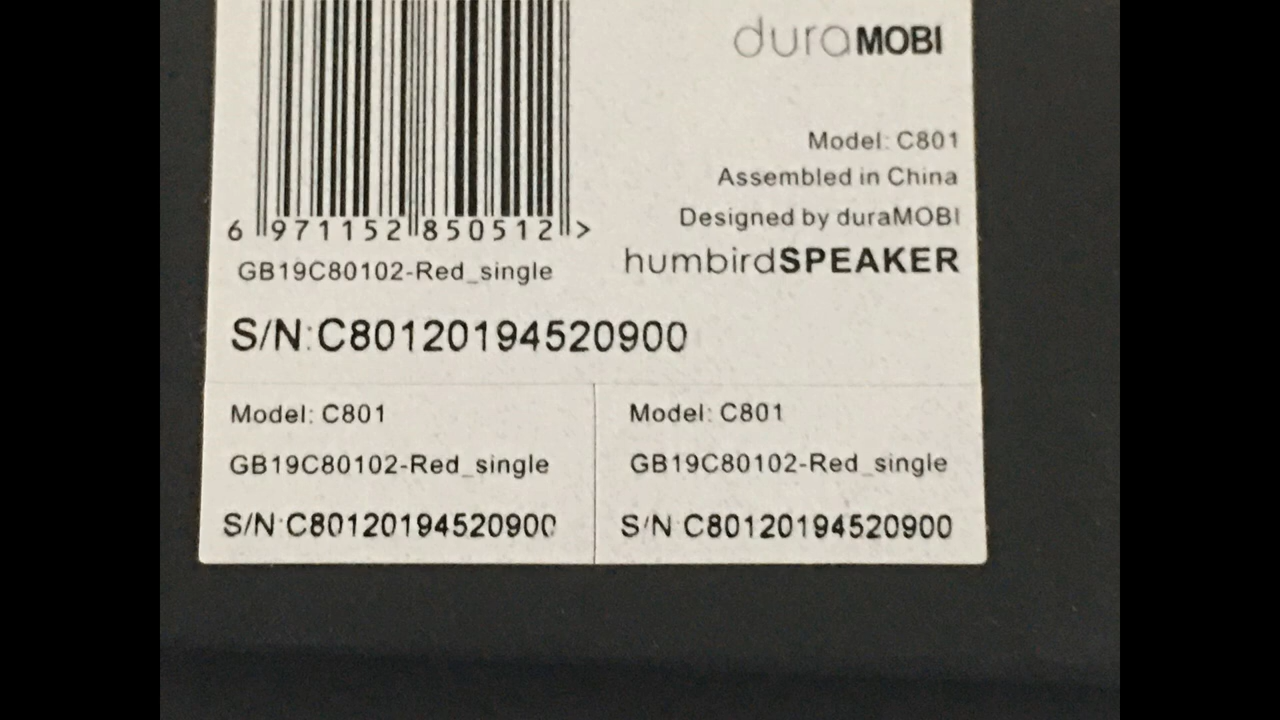 duraMOBI
Model: C801
Assembled in China
Designed by duraMOBI
humbirdSPEAKER
6 971152 850512 >
GB19C80102-Red_single
S/N:C80120194520900
Model: C801
GB19C80102-Red_single
S/N:C80120194520900
Model: C801
GB19C80102-Red_single
S/N:C80120194520900